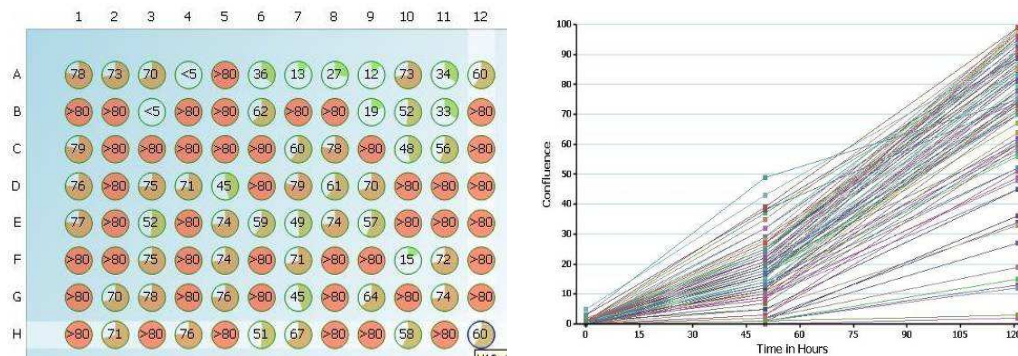 1 2 3 4 5 6 7 8 9 10 11 12
A 78 73 70 <5 >80 36 13 27 12 73 34 60
B >80 >80 <5 >80 >80 62 >80 >80 19 52 33 >80
C 79 >80 >80 >80 >80 >80 60 78 >80 48 56 >80
D 76 >80 75 71 45 >80 79 61 70 >80 >80 >80
E 77 >80 52 >80 74 59 49 74 57 >80 >80 >80
F >80 >80 75 >80 74 >80 71 >80 >80 15 72 >80
G >80 70 78 >80 76 >80 45 >80 64 >80 74 >80
H >80 71 >80 76 >80 51 67 >80 >80 58 >80 60
100
90
80
70
60
50
40
30
20
10
0
Confluence
0 15 30 45 60 75 90 105 120
Time in Hours